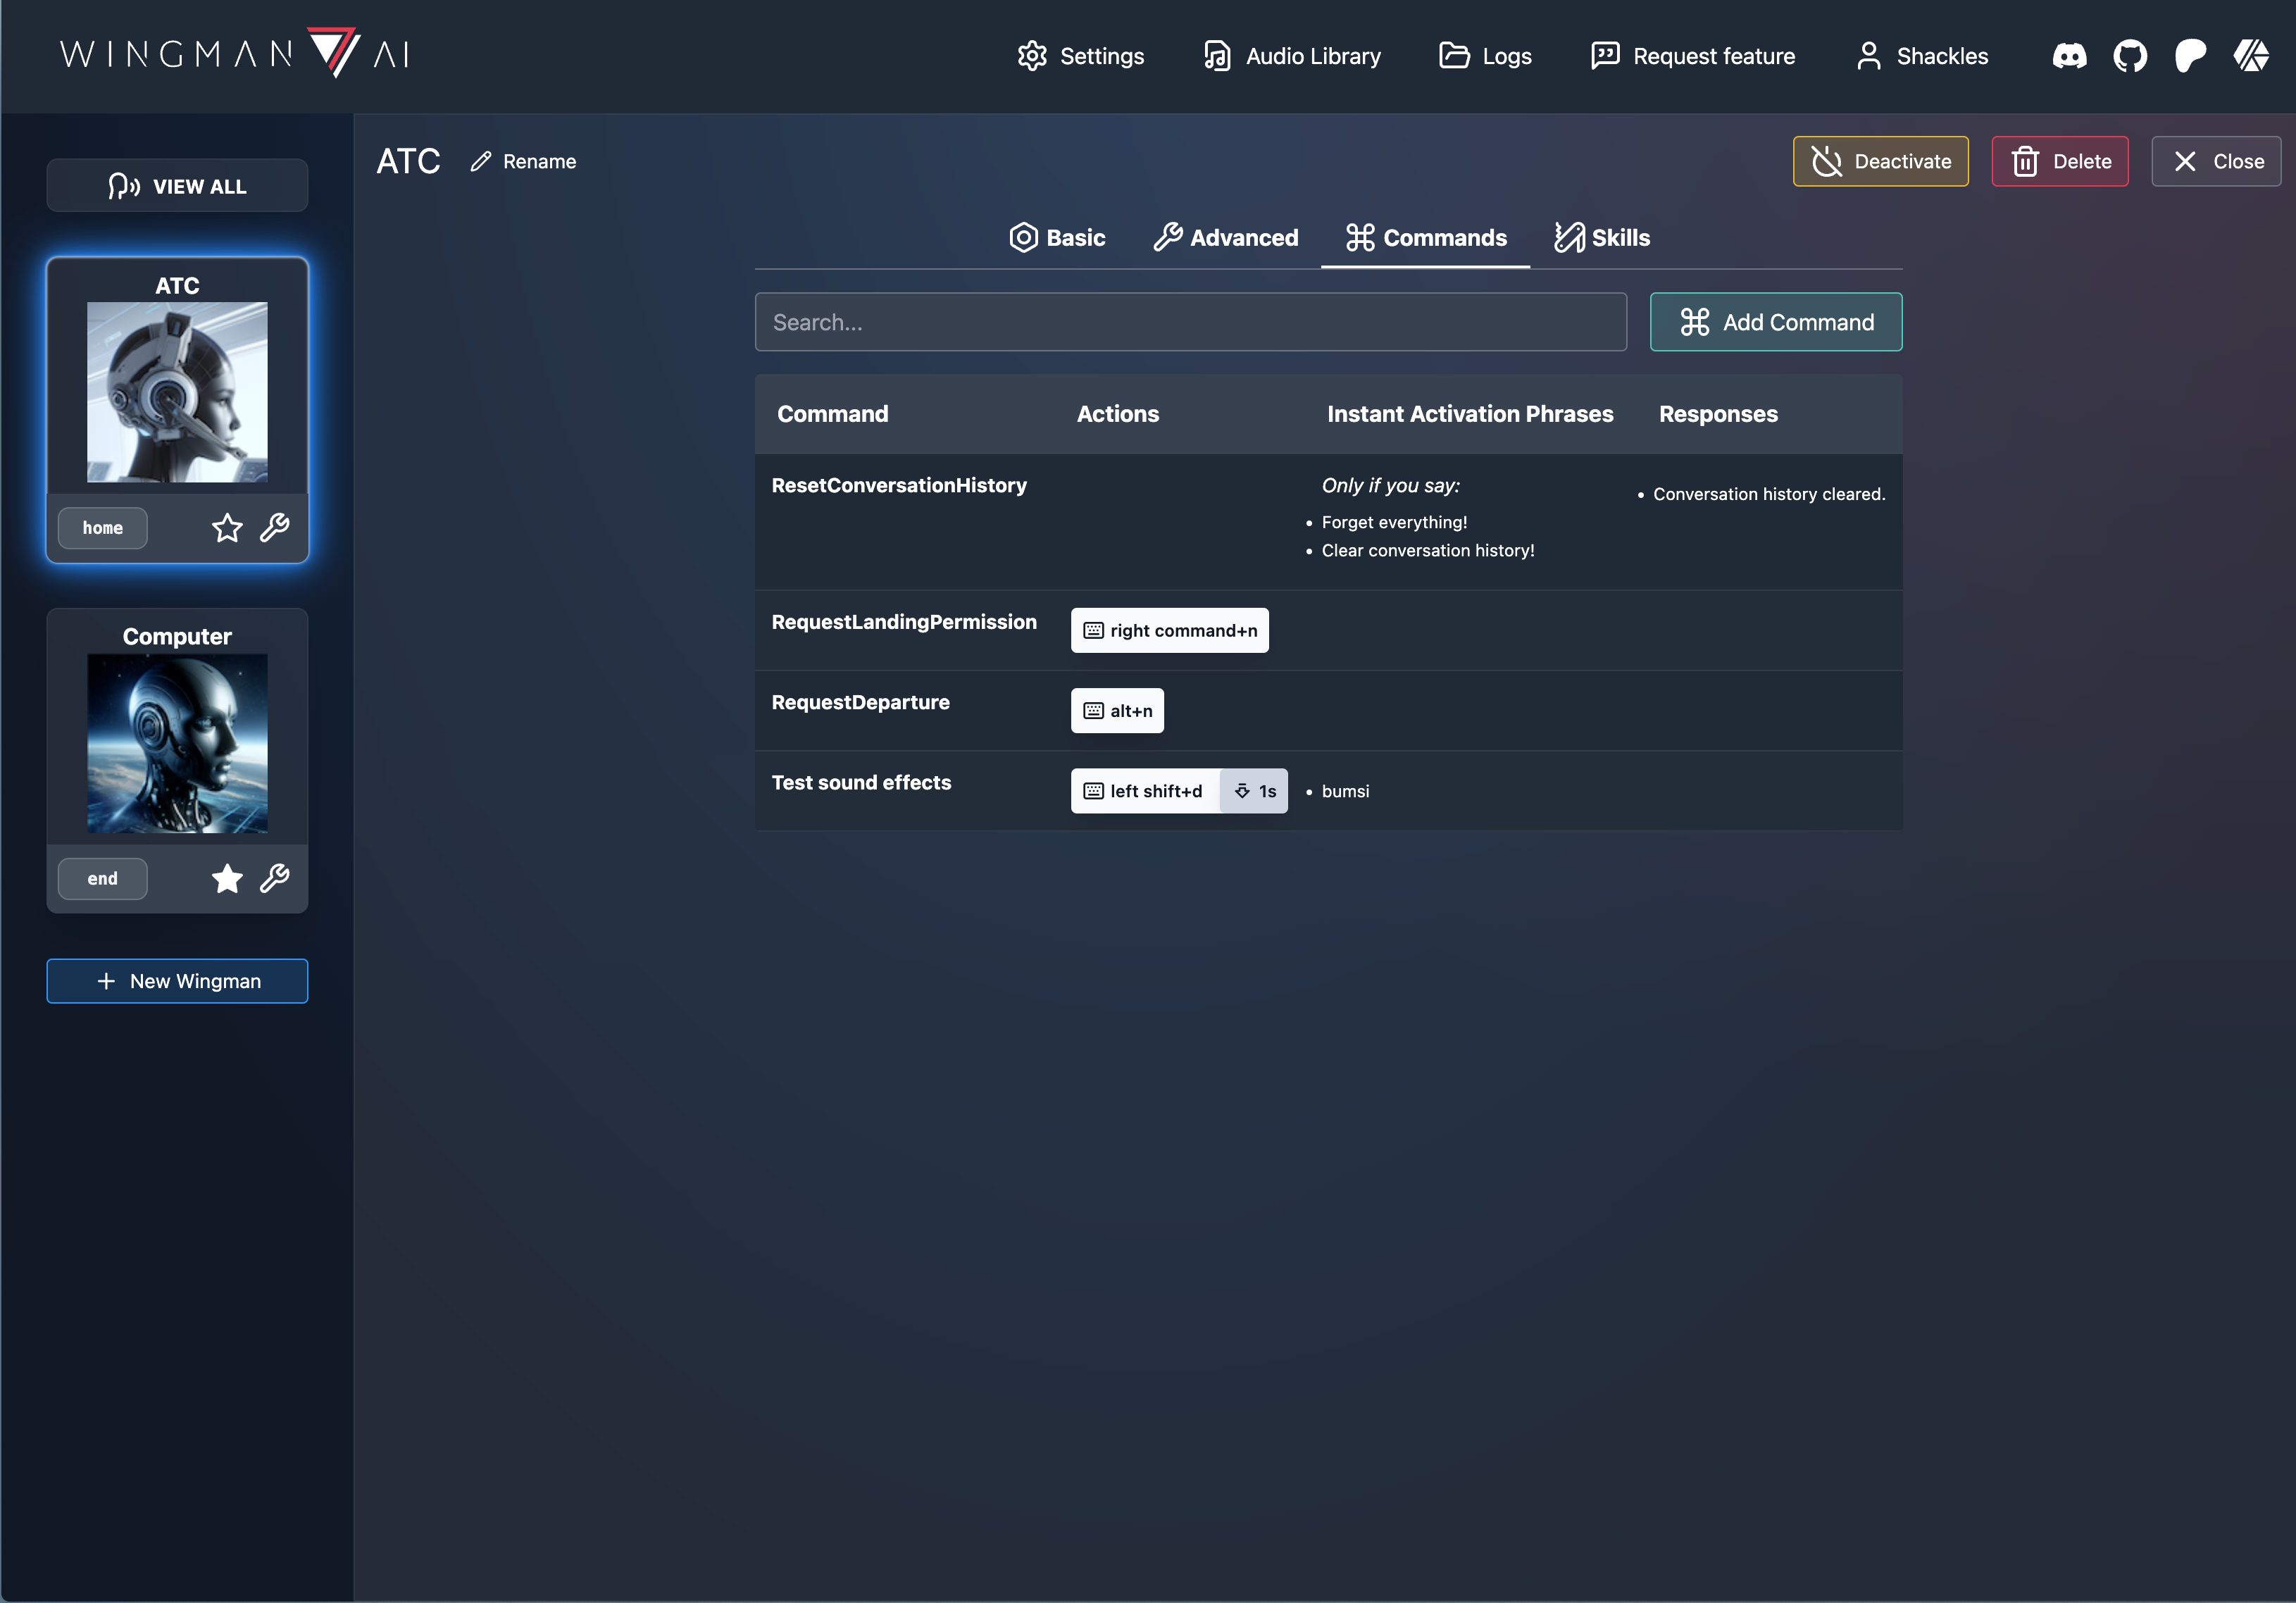 WINGMAN AI
Settings
Audio Library
Logs
Request feature
Shackles
VIEW ALL
ATC
home
Computer
end
New Wingman
ATC
Rename
Deactivate
Delete
Close
Basic
Advanced
Commands
Skills
Search...
Add Command
Command Actions Instant Activation Phrases Responses
ResetConversationHistory
Only if you say:
• Forget everything!
• Clear conversation history!
• Conversation history cleared.
RequestLandingPermission
right command+n
RequestDeparture
alt+n
Test sound effects
left shift+d
1s
• bumsi